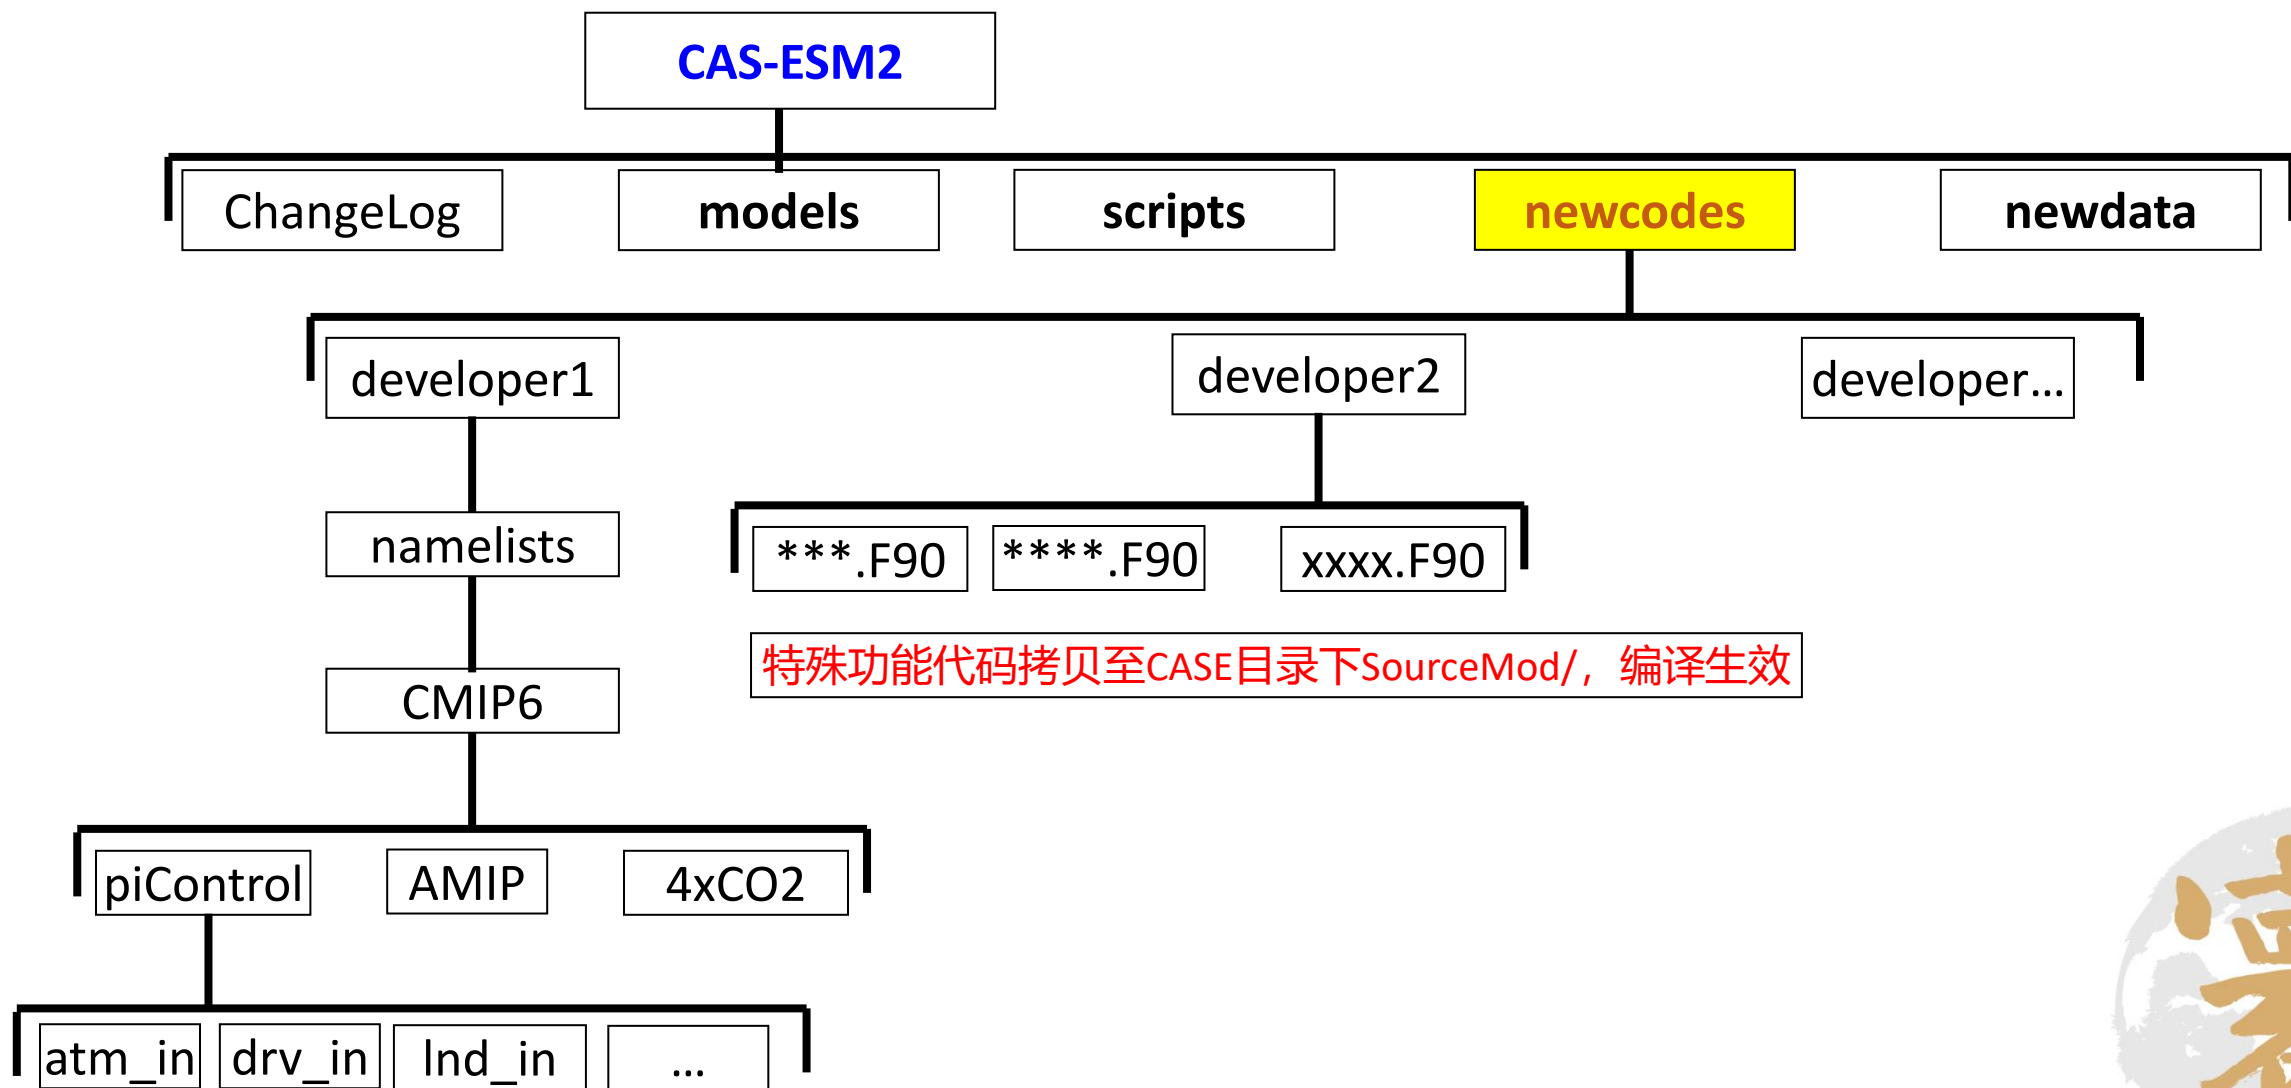 CAS-ESM2
ChangeLog
models
scripts
newcodes
newdata
developer1
developer2
developer...
namelists
***.F90
****.F90
xxxx.F90
特殊功能代码拷贝至CASE目录下SourceMod/，编译生效
CMIP6
piControl
AMIP
4xCO2
atm_in
drv_in
lnd_in
...